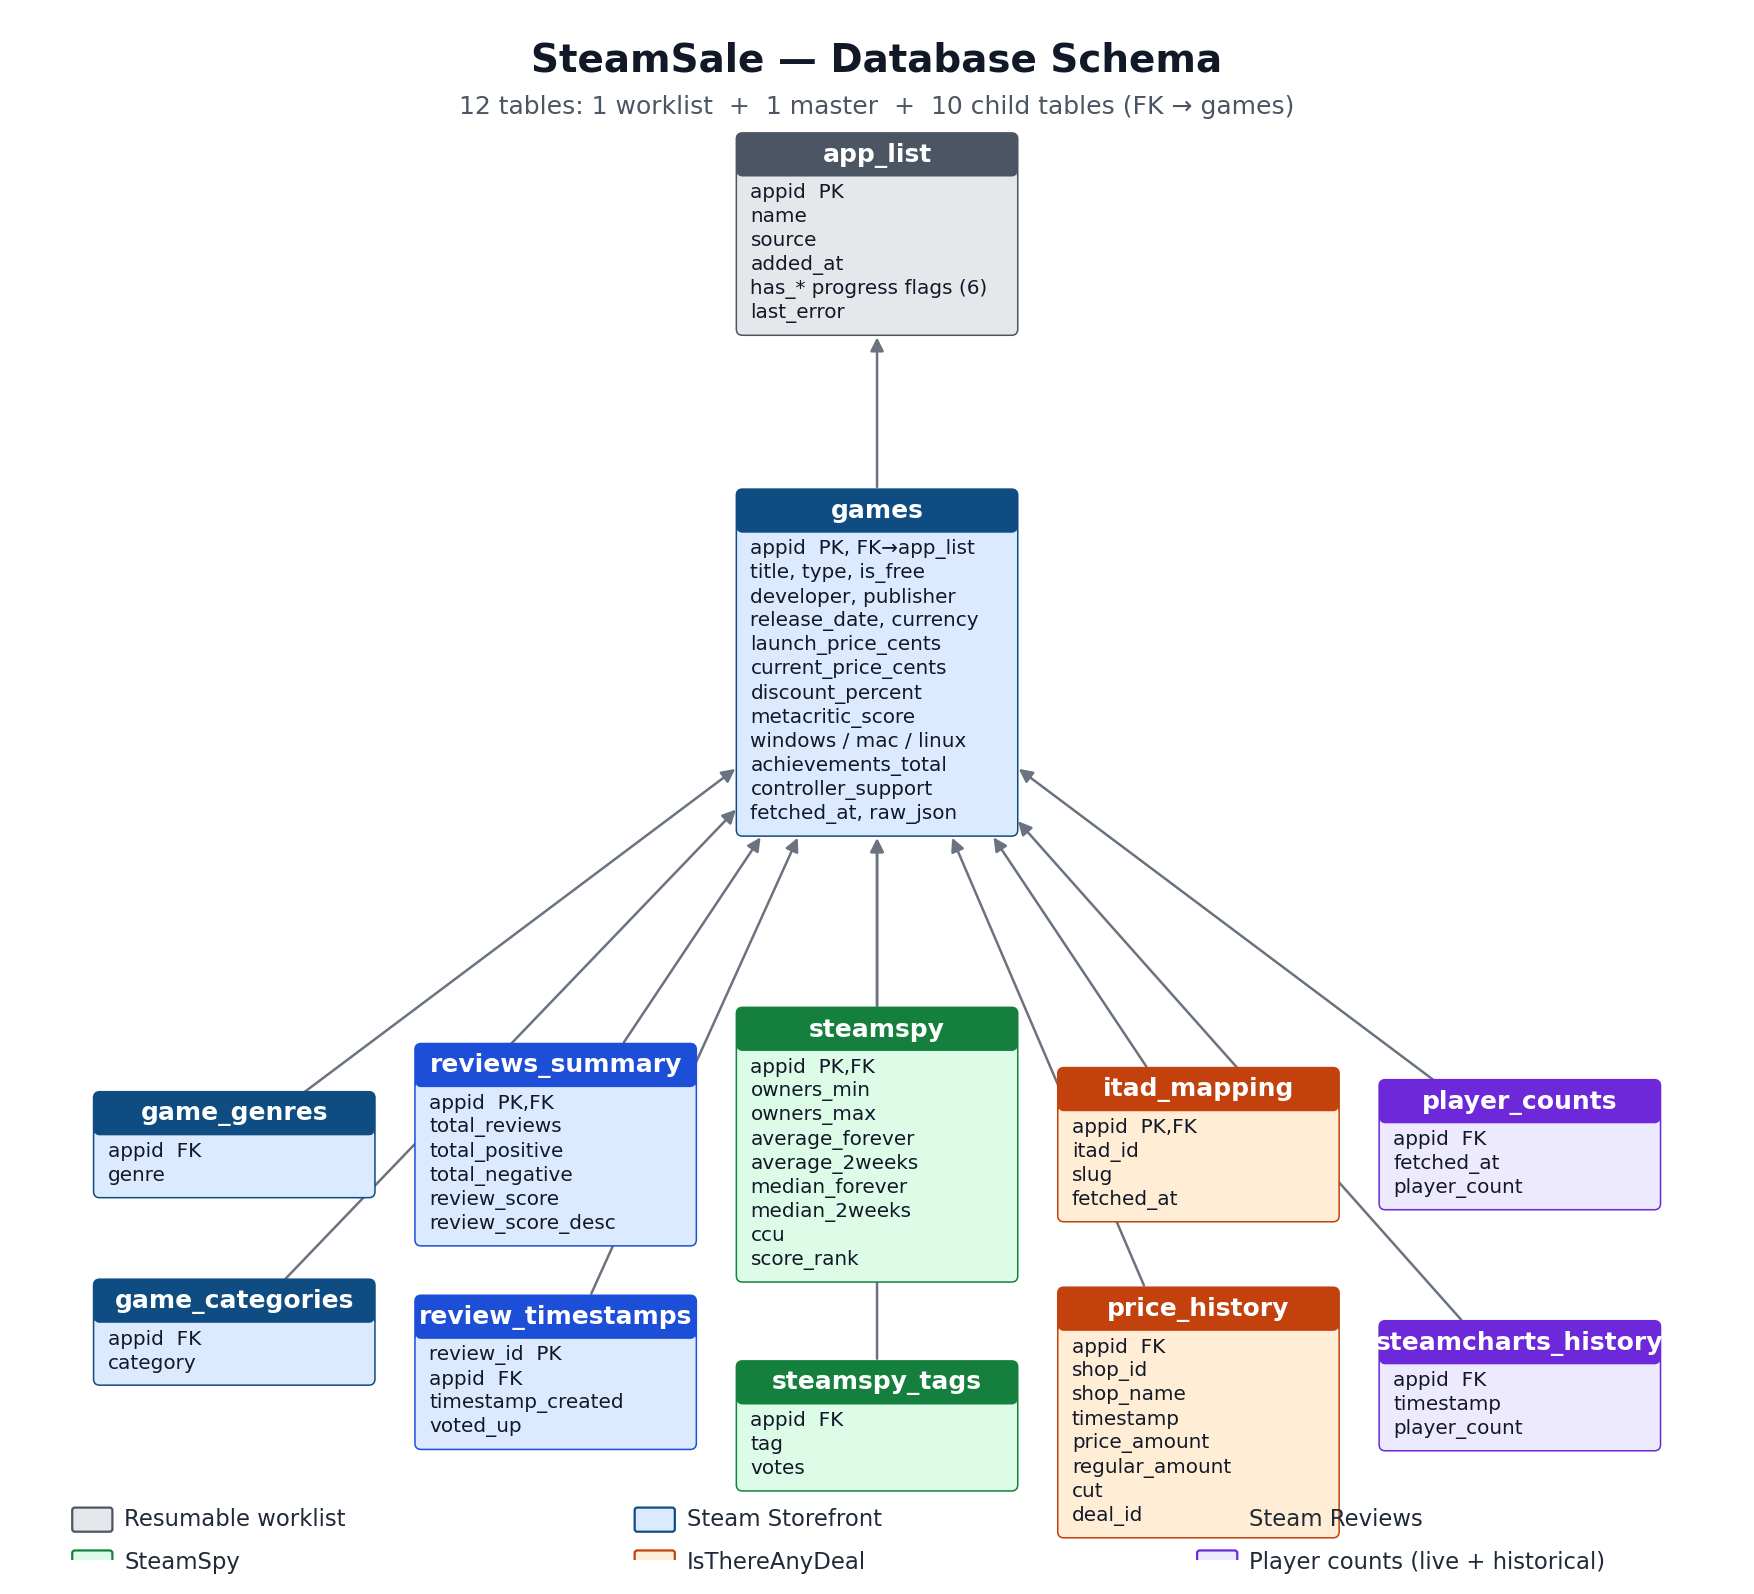 SteamSale — Database Schema
12 tables: 1 worklist + 1 master + 10 child tables (FK → games)
app_list
appid PK
name
source
added_at
has_* progress flags (6)
last_error
games
appid PK, FK→app_list
title, type, is_free
developer, publisher
release_date, currency
launch_price_cents
current_price_cents
discount_percent
metacritic_score
windows / mac / linux
achievements_total
controller_support
fetched_at, raw_json
game_genres
appid FK
genre
game_categories
appid FK
category
reviews_summary
appid PK,FK
total_reviews
total_positive
total_negative
review_score
review_score_desc
review_timestamps
review_id PK
appid FK
timestamp_created
voted_up
steamspy
appid PK,FK
owners_min
owners_max
average_forever
average_2weeks
median_forever
median_2weeks
ccu
score_rank
steamspy_tags
appid FK
tag
votes
itad_mapping
appid PK,FK
itad_id
slug
fetched_at
price_history
appid FK
shop_id
shop_name
timestamp
price_amount
regular_amount
cut
deal_id
player_counts
appid FK
fetched_at
player_count
steamcharts_history
appid FK
timestamp
player_count
Resumable worklist
Steam Storefront
Steam Reviews
SteamSpy
IsThereAnyDeal
Player counts (live + historical)